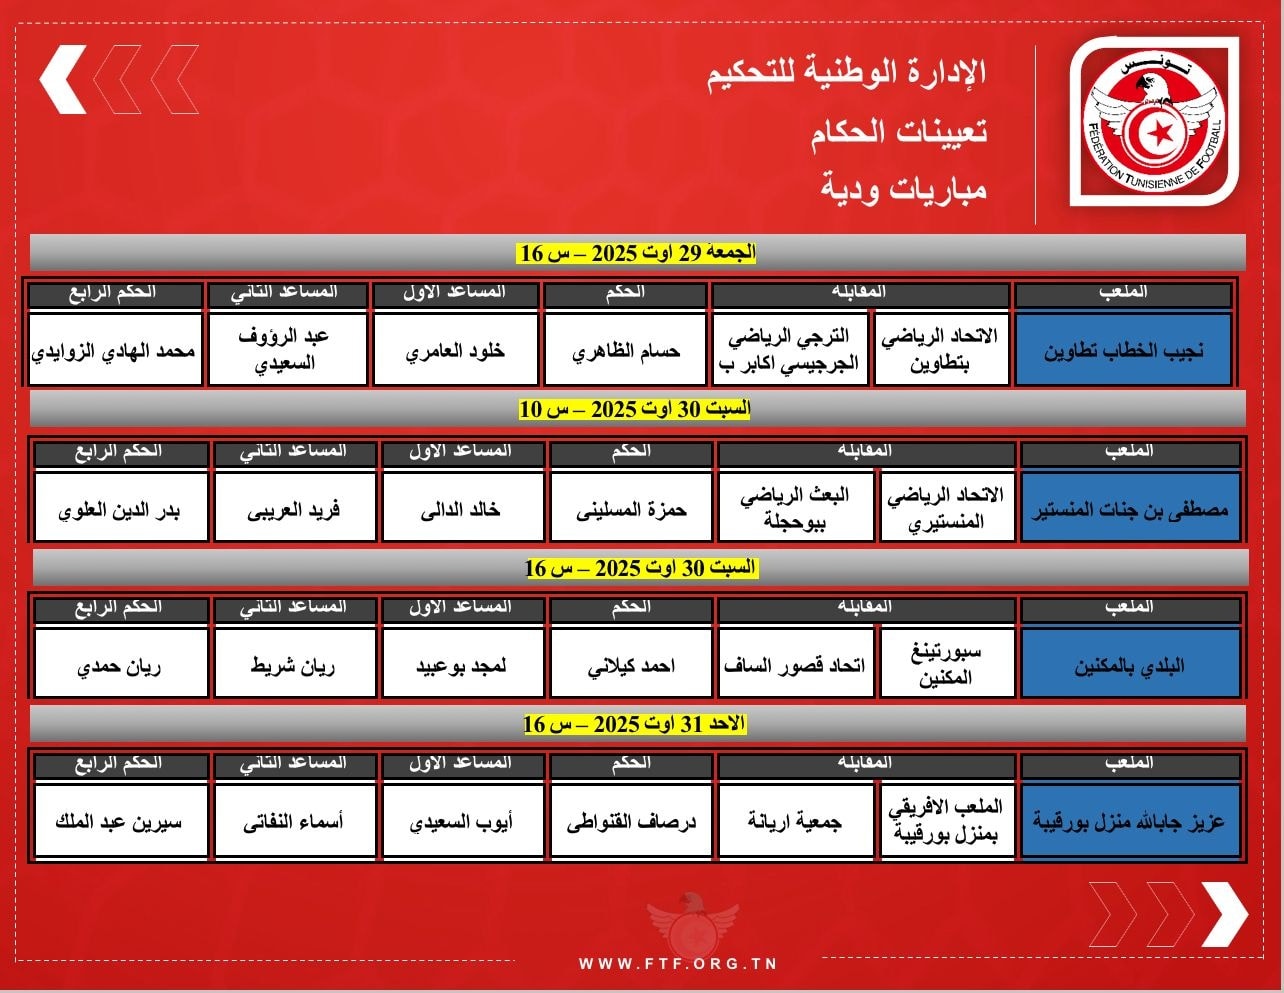 الإدارة الوطنية للتحكيم
تعيينات الحكام
مباريات ودية
تونس
FÉDÉRATION TUNISIENNE DE FOOTBALL
الجمعة 29 اوت 2025 – س 16
الملعب المقابلة الحكم المساعد الاول المساعد الثاني الحكم الرابع
نجيب الخطاب تطاوين
الاتحاد الرياضي
بتطاوين
الترجي الرياضي
الجرجيسي اكابر ب
حسام الظاهري
خلود العامري
عبد الرؤوف
السعيدي
محمد الهادي الزوايدي
السبت 30 اوت 2025 – س 10
الملعب المقابلة الحكم المساعد الاول المساعد الثاني الحكم الرابع
مصطفى بن جنات المنستير
الاتحاد الرياضي
المنستيري
البعث الرياضي
ببوحجلة
حمزة المسلينى
خالد الدالى
فريد العريبى
بدر الدين العلوي
السبت 30 اوت 2025 – س 16
الملعب المقابلة الحكم المساعد الاول المساعد الثاني الحكم الرابع
البلدي بالمكنين
سبورتينغ
المكنين
اتحاد قصور الساف
احمد كيلاني
لمجد بوعبيد
ريان شريط
ريان حمدي
الاحد 31 اوت 2025 – س 16
الملعب المقابلة الحكم المساعد الاول المساعد الثاني الحكم الرابع
عزيز جاءبالله منزل بورقيبة
الملعب الافريقي
بمنزل بورقيبة
جمعية اريانة
درصاف القنواطى
أيوب السعيدي
أسماء النفاتى
سيرين عبد الملك
WWW.FTF.ORG.TN